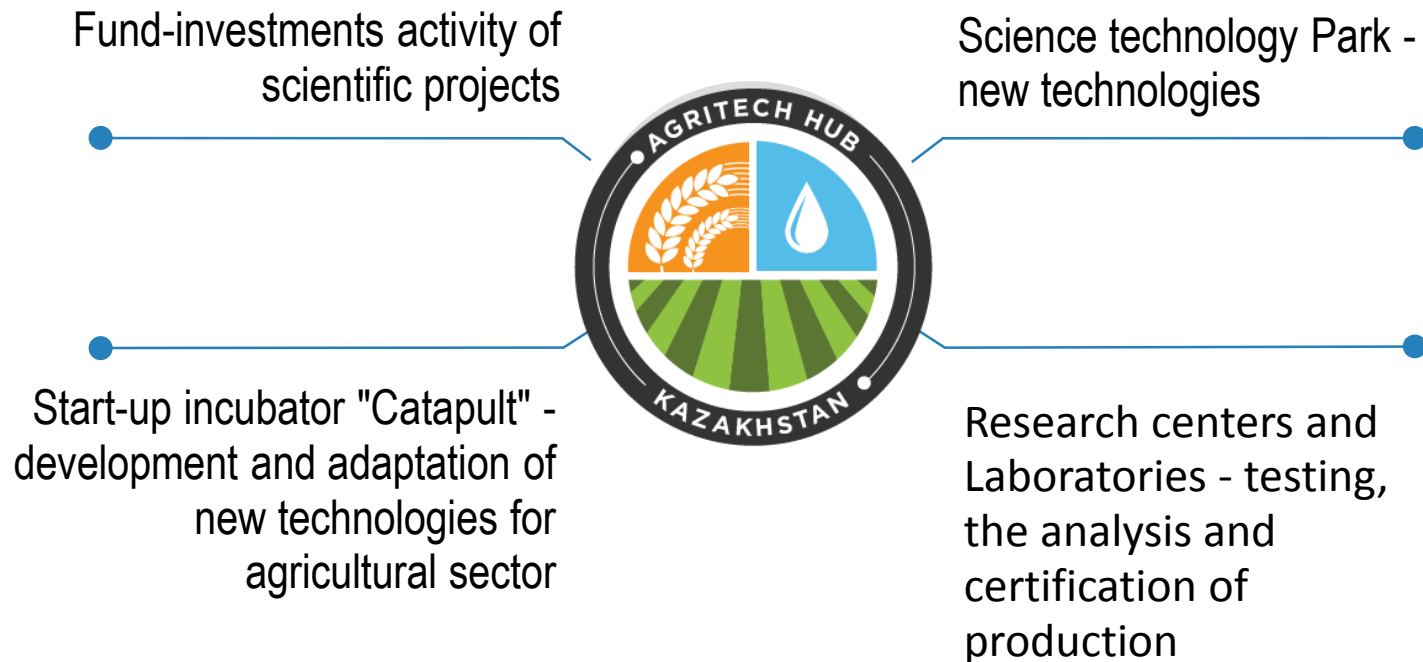 Fund-investments activity of
scientific projects
Science technology Park -
new technologies
AGRITECH HUB
KAZAKHSTAN
Start-up incubator "Catapult" -
development and adaptation of
new technologies for
agricultural sector
Research centers and
Laboratories - testing,
the analysis and
certification of
production